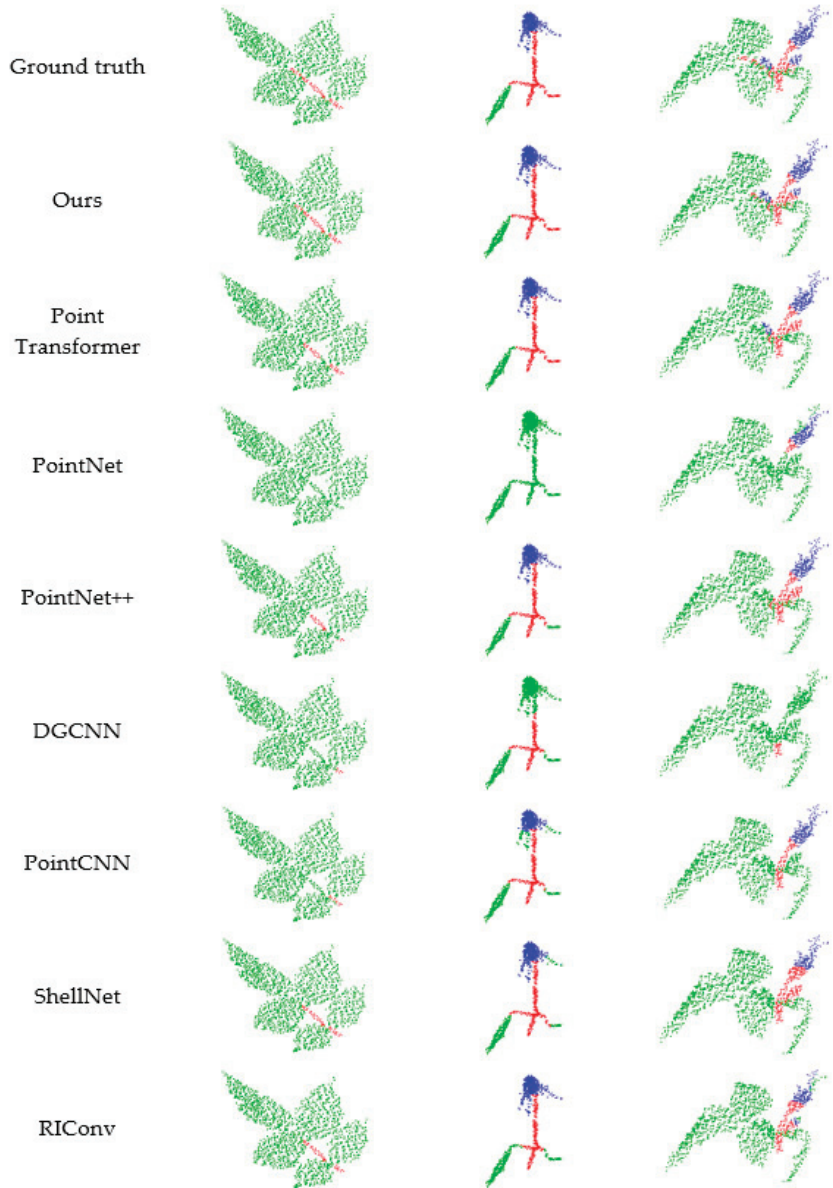 Ground truth
Ours
Point
Transformer
PointNet
PointNet++
DGCNN
PointCNN
ShellNet
RIConv